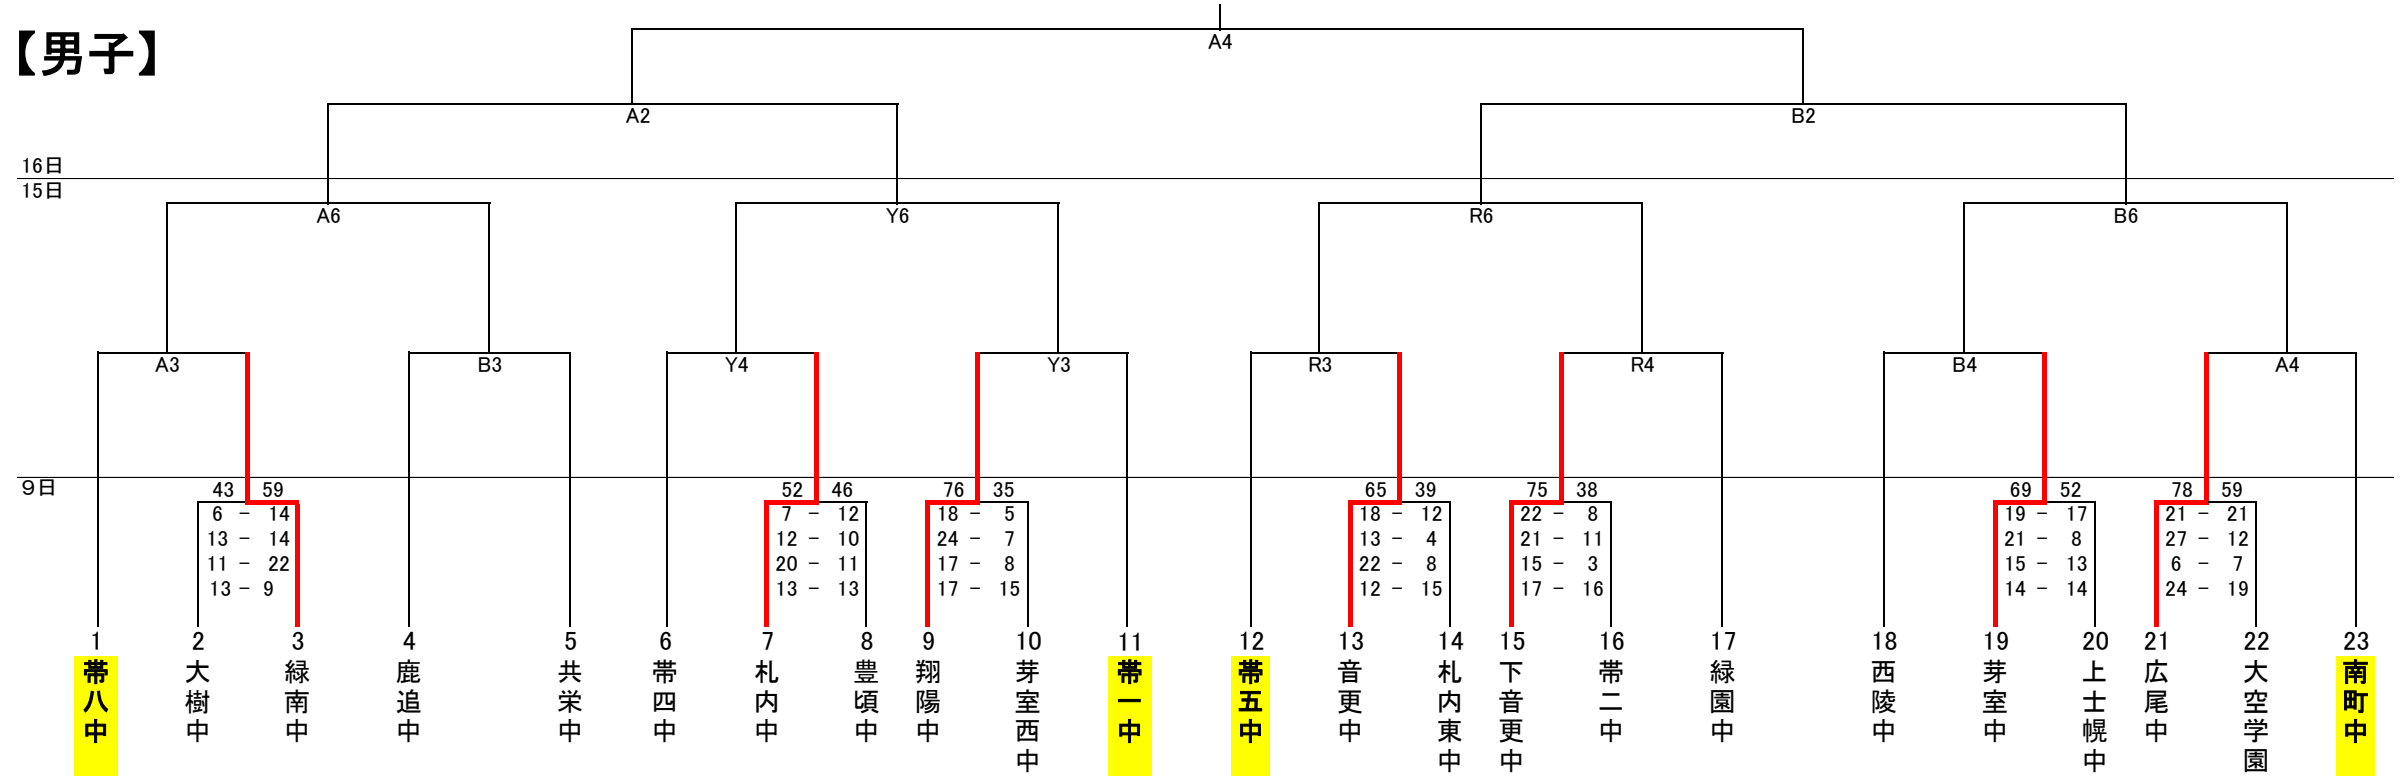 【男子】
A4
A2 B2
16日
15日
A6 Y6 R6 B6
A3 B3 Y4 Y3 R3 R4 B4 A4
9日
43 59 52 46 76 35 65 39 75 38 69 52 78 59
6 - 14 7 - 12 18 - 5 18 - 12 22 - 8 19 - 17 21 - 21
13 - 14 12 - 10 24 - 7 13 - 4 21 - 11 21 - 8 27 - 12
11 - 22 20 - 11 17 - 8 22 - 8 15 - 3 15 - 13 6 - 7
13 - 9 13 - 13 17 - 15 12 - 15 17 - 16 14 - 14 24 - 19
1 2 3 4 5 6 7 8 9 10 11 12 13 14 15 16 17 18 19 20 21 22 23
帯八中
大樹中
緑南中
鹿追中
共栄中
帯四中
札内中
豊頃中
翔陽中
芽室西中
帯一中
帯五中
音更中
札内東中
下音更中
帯二中
緑園中
西陵中
芽室中
上士幌中
広尾中
大空学園
南町中